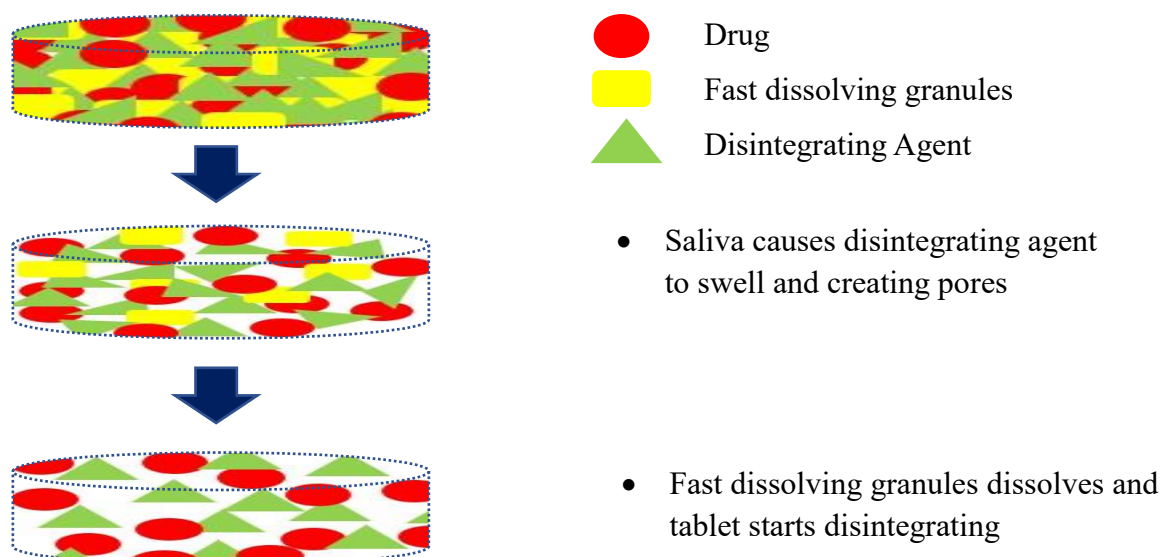 Drug
Fast dissolving granules
Disintegrating Agent
• Saliva causes disintegrating agent
to swell and creating pores
• Fast dissolving granules dissolves and
tablet starts disintegrating